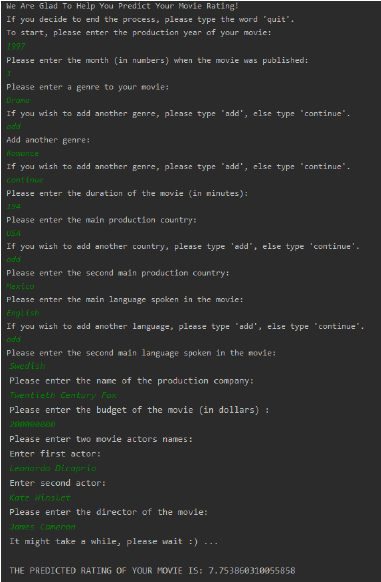 We Are Glad To Help You Predict Your Movie Rating!
If you decide to end the process, please type the word 'quit'.
To start, please enter the production year of your movie:
1997
Please enter the month (in numbers) when the movie was published:
Please enter a genre to your movie:
Drama
If you wish to add another genre, please type 'add', else type 'continue'.
add
Add another genre:
Romance
If you wish to add another genre, please type 'add', else type 'continue'.
continue
Please enter the duration of the movie (in minutes):
194
Please enter the main production country:
USA
If you wish to add another country, please type 'add', else type 'continue'.
add
Please enter the second main production country:
Mexico
Please enter the main language spoken in the movie:
English
If you wish to add another language, please type 'add', else type 'continue'.
add
Please enter the second main language spoken in the movie:
Swedish
Please enter the name of the production company:
Twentieth Century Fox
Please enter the budget of the movie (in dollars) :
200000000
Please enter two movie actors names:
Enter first actor:
Leonardo Dicaprio
Enter second actor:
Kate Winslet
Please enter the director of the movie:
James Cameron
It might take a while, please wait :) ...
THE PREDICTED RATING OF YOUR MOVIE IS: 7.753860310055858